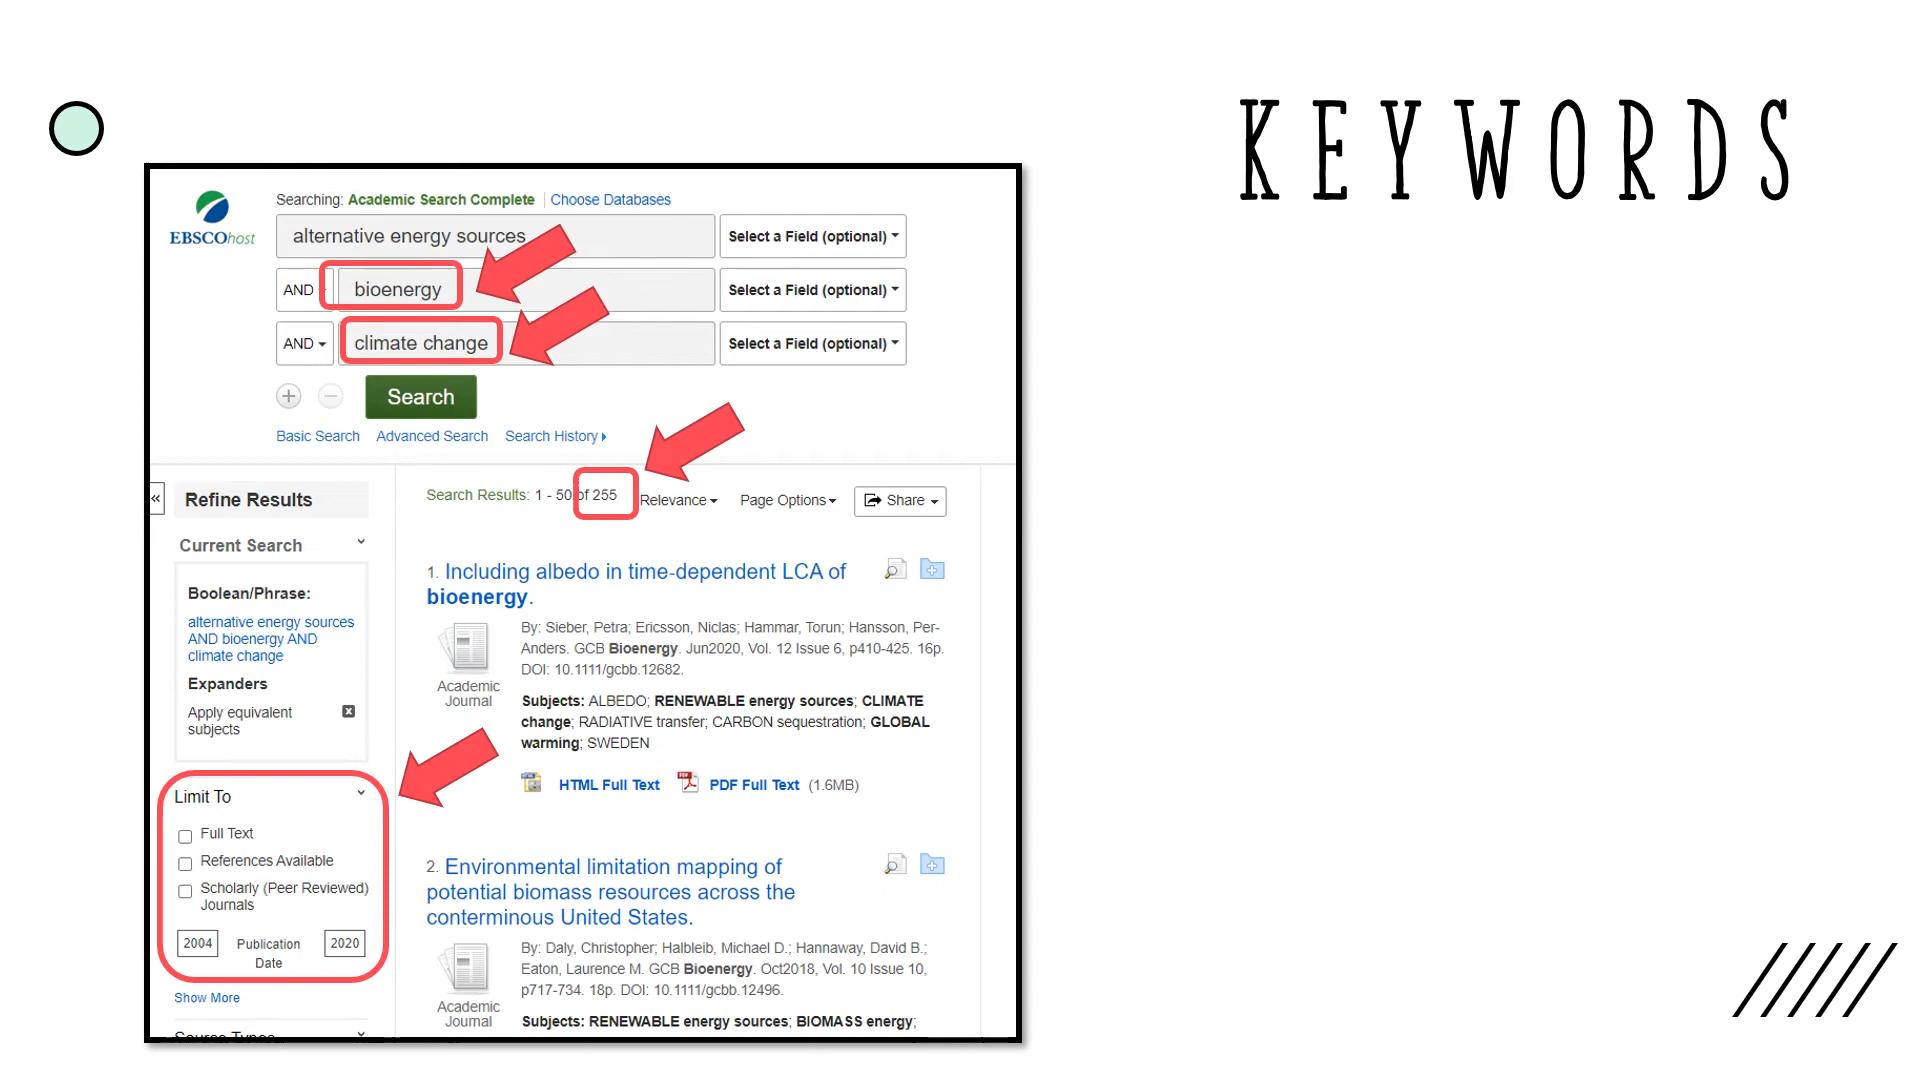 KEYWORDS
Searching: Academic Search Complete Choose Databases
EBSCOhost
alternative energy sources Select a Field (optional)
AND bioenergy Select a Field (optional)
AND climate change Select a Field (optional)
Search
Basic Search Advanced Search Search History
« Refine Results
Search Results: 1 - 50 of 255 Relevance Page Options Share
Current Search
Boolean/Phrase:
alternative energy sources
AND bioenergy AND
climate change
Expanders
Apply equivalent
subjects
Limit To
Full Text
References Available
Scholarly (Peer Reviewed)
Journals
2004 Publication 2020
Date
Show More
Source Types
1. Including albedo in time-dependent LCA of
bioenergy.
Academic
Journal
By: Sieber, Petra; Ericsson, Niclas; Hammar, Torun; Hansson, Per-
Anders. GCB Bioenergy. Jun2020, Vol. 12 Issue 6, p410-425. 16p.
DOI: 10.1111/gcbb.12682.
Subjects: ALBEDO; RENEWABLE energy sources; CLIMATE
change; RADIATIVE transfer; CARBON sequestration; GLOBAL
warming; SWEDEN
HTML Full Text PDF Full Text (1.6MB)
2. Environmental limitation mapping of
potential biomass resources across the
conterminous United States.
Academic
Journal
By: Daly, Christopher; Halbleib, Michael D.; Hannaway, David B.;
Eaton, Laurence M. GCB Bioenergy. Oct2018, Vol. 10 Issue 10,
p717-734. 18p. DOI: 10.1111/gcbb.12496.
Subjects: RENEWABLE energy sources; BIOMASS energy;